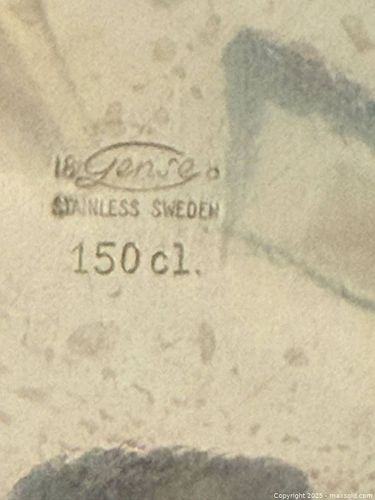 18 Gense 8
STAINLESS SWEDEN
150 cl.
Copyright 2025 - maxsold.com